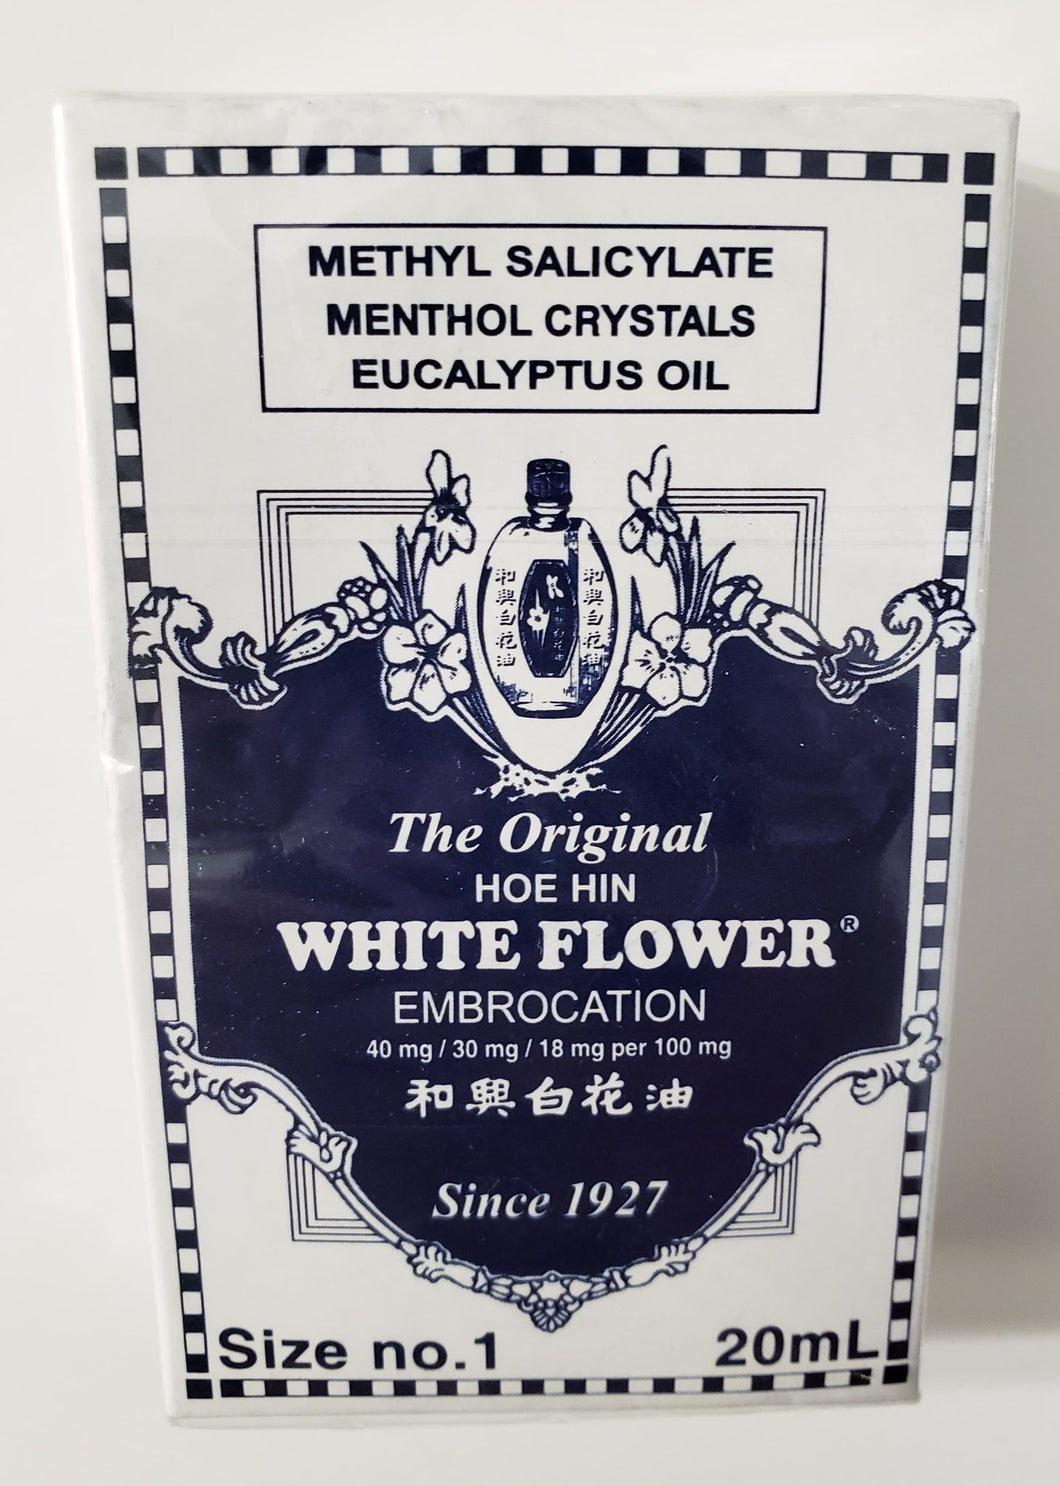 METHYL SALICYLATE
MENTHOL CRYSTALS
EUCALYPTUS OIL
和興白花油
和興白花油
The Original
HOE HIN
WHITE FLOWER®
EMBROCATION
40 mg / 30 mg / 18 mg per 100 mg
和興白花油
Since 1927
Size no.1
20mL